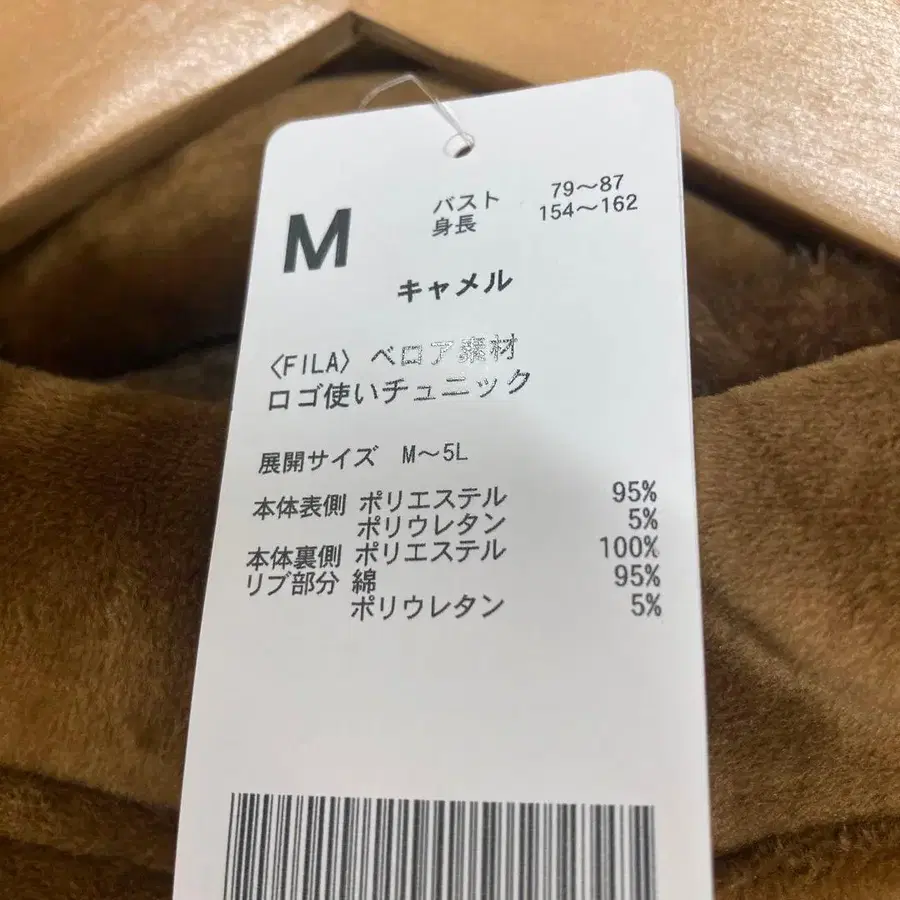 M
バスト 79～87
身長 154～162
キャメル
〈FILA〉 ベロア素材
ロゴ使いチュニック
展開サイズ M～5L
本体表側 ポリエステル 95%
ポリウレタン 5%
本体裏側 ポリエステル 100%
リブ部分 綿 95%
ポリウレタン 5%